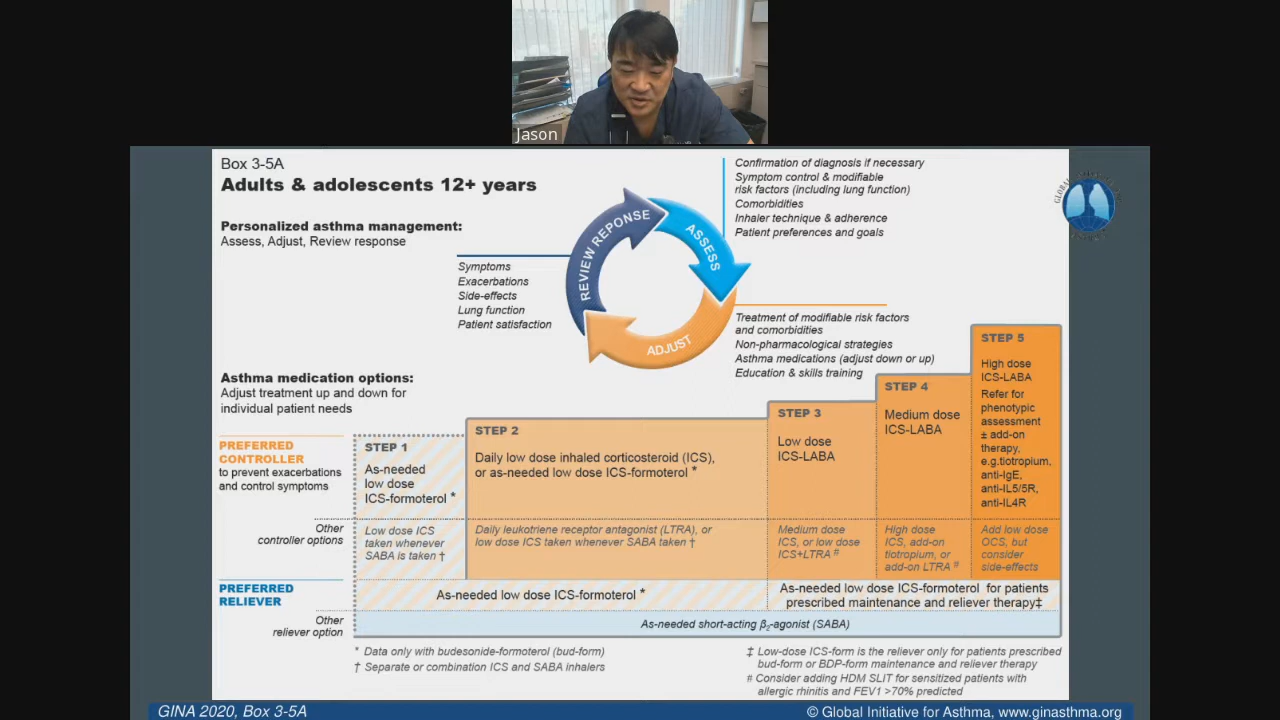 Jason
Box 3-5A
Adults & adolescents 12+ years
Personalized asthma management:
Assess, Adjust, Review response
Confirmation of diagnosis if necessary
Symptom control & modifiable
risk factors (including lung function)
Comorbidities
Inhaler technique & adherence
Patient preferences and goals
REVIEW REPONSE
ASSESS
ADJUST
Symptoms
Exacerbations
Side-effects
Lung function
Patient satisfaction
Treatment of modifiable risk factors
and comorbidities
Non-pharmacological strategies
Asthma medications (adjust down or up)
Education & skills training
Asthma medication options:
Adjust treatment up and down for
individual patient needs
PREFERRED
CONTROLLER
to prevent exacerbations
and control symptoms
STEP 1
As-needed
low dose
ICS-formoterol *
STEP 2
Daily low dose inhaled corticosteroid (ICS),
or as-needed low dose ICS-formoterol *
STEP 3
Low dose
ICS-LABA
STEP 4
Medium dose
ICS-LABA
STEP 5
High dose
ICS-LABA
Refer for
phenotypic
assessment
± add-on
therapy,
e.g.tiotropium,
anti-IgE,
anti-IL5/5R,
anti-IL4R
Other
controller options
Low dose ICS
taken whenever
SABA is taken †
Daily leukotriene receptor antagonist (LTRA), or
low dose ICS taken whenever SABA taken †
Medium dose
ICS, or low dose
ICS+LTRA #
High dose
ICS, add-on
tiotropium, or
add-on LTRA #
Add low dose
OCS, but
consider
side-effects
PREFERRED
RELIEVER
As-needed low dose ICS-formoterol *
As-needed low dose ICS-formoterol for patients
prescribed maintenance and reliever therapy‡
Other
reliever option
As-needed short-acting β2-agonist (SABA)
* Data only with budesonide-formoterol (bud-form)
† Separate or combination ICS and SABA inhalers
‡ Low-dose ICS-form is the reliever only for patients prescribed
bud-form or BDP-form maintenance and reliever therapy
# Consider adding HDM SLIT for sensitized patients with
allergic rhinitis and FEV1 >70% predicted
GINA 2020, Box 3-5A
© Global Initiative for Asthma, www.ginasthma.org